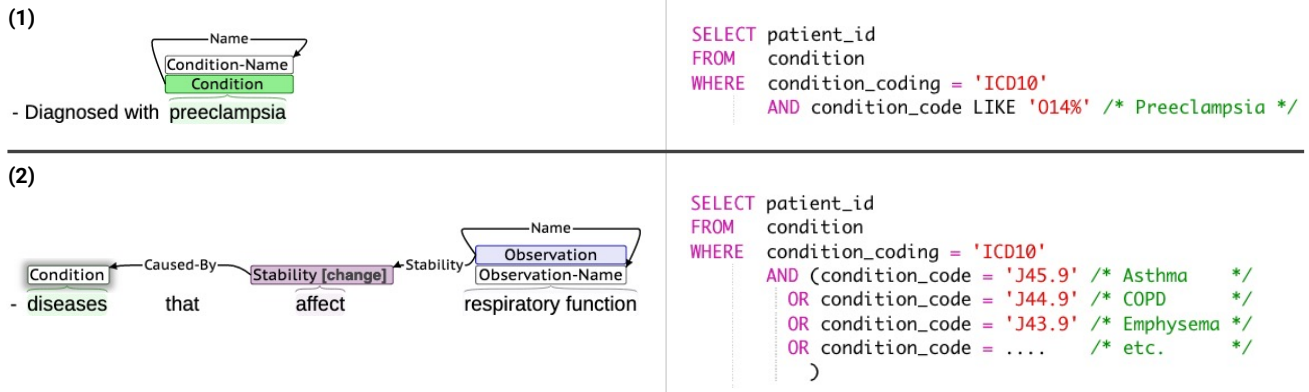 (1)
Name
Condition-Name
Condition
- Diagnosed with preeclampsia
SELECT patient_id
FROM condition
WHERE condition_coding = 'ICD10'
AND condition_code LIKE 'O14%' /* Preeclampsia */
(2)
Name
Observation
Condition Caused-By Stability [change] Stability Observation-Name
- diseases that affect respiratory function
SELECT patient_id
FROM condition
WHERE condition_coding = 'ICD10'
AND (condition_code = 'J45.9' /* Asthma */
OR condition_code = 'J44.9' /* COPD */
OR condition_code = 'J43.9' /* Emphysema */
OR condition_code = .... /* etc. */
)